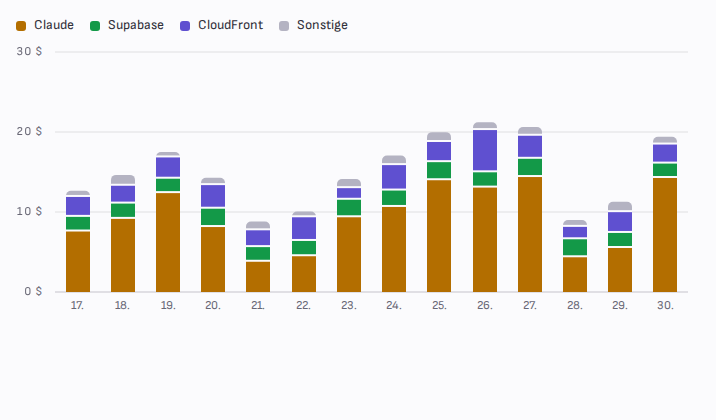 Claude Supabase CloudFront Sonstige
30 $
20 $
10 $
0 $
17. 18. 19. 20. 21. 22. 23. 24. 25. 26. 27. 28. 29. 30.